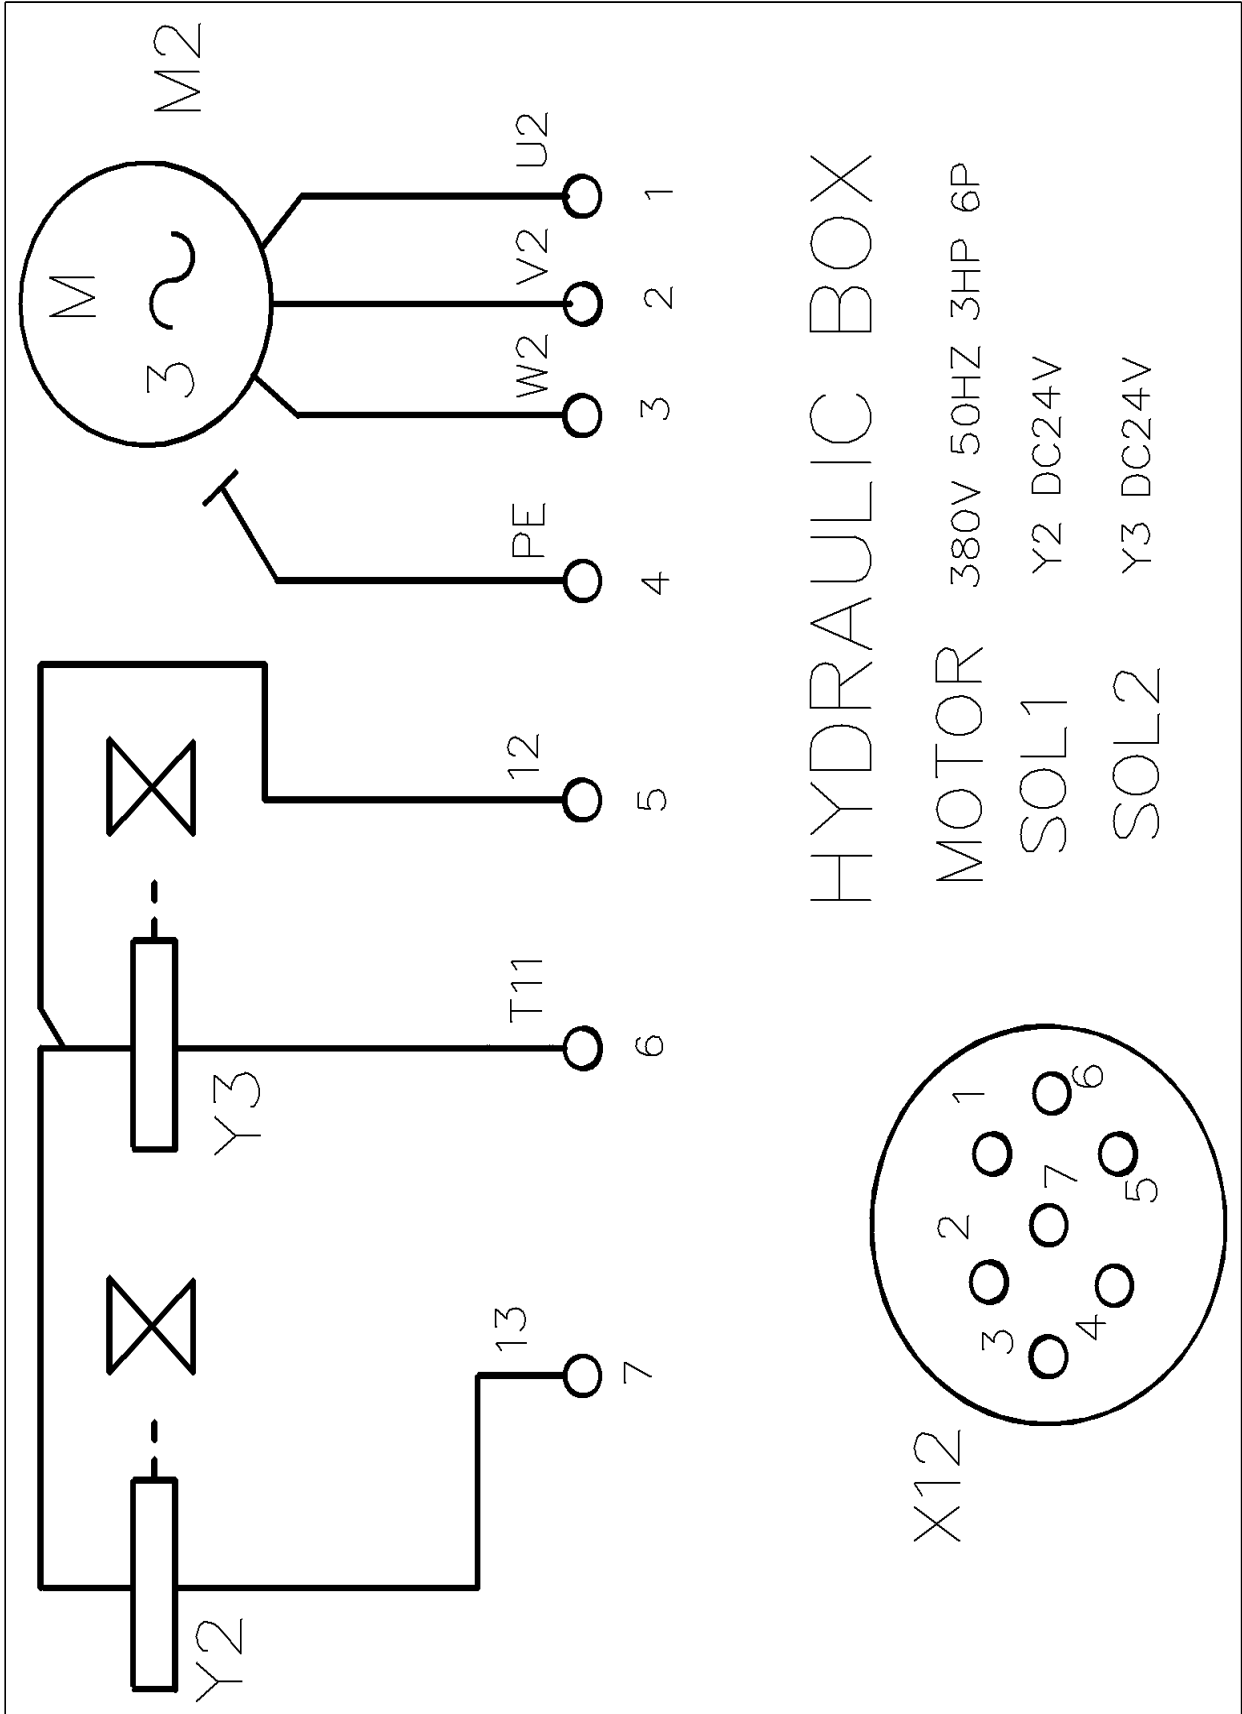 M
3 ~
M2
Y2
Y3
13 T11 12 PE W2 V2 U2
7 6 5 4 3 2 1
HYDRAULIC BOX
MOTOR 380V 50HZ 3HP 6P
SOL1 Y2 DC24V
SOL2 Y3 DC24V
X12
2 1
3 7 6
4 5